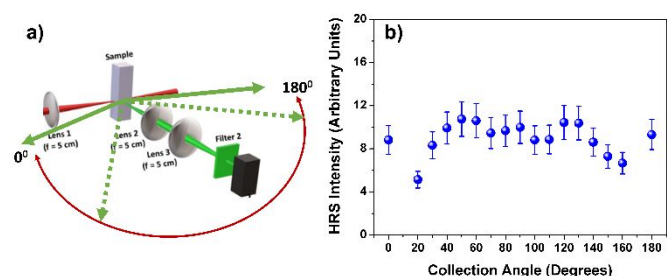 a)
Sample
180⁰
Lens 1
(f = 5 cm)
0⁰
Lens 2
(f = 5 cm)
Lens 3
(f = 5 cm)
Filter 2
b)
HRS Intensity (Arbitrary Units)
20
16
12
8
4
0
0 20 40 60 80 100 120 140 160 180
Collection Angle (Degrees)